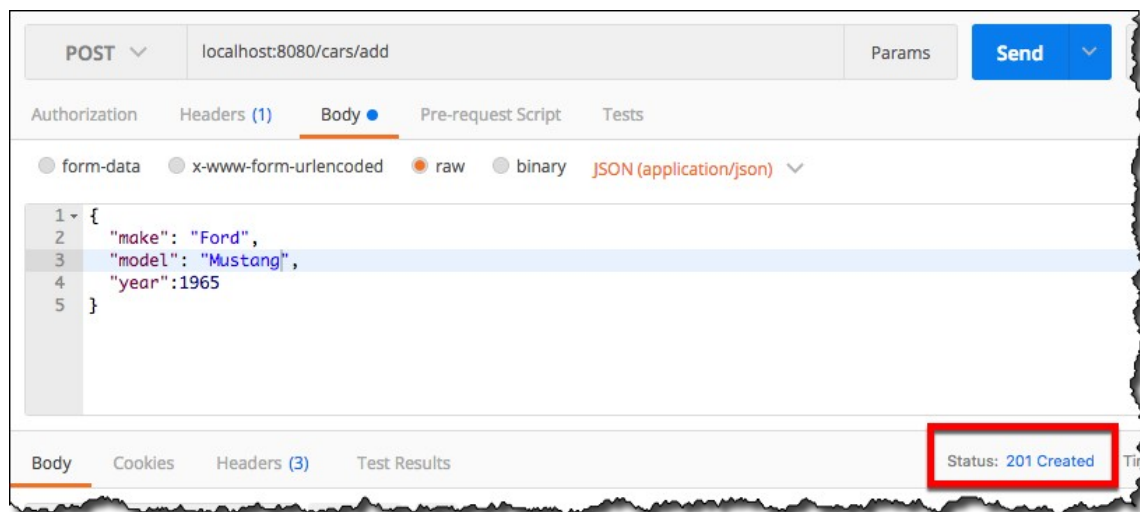 POST localhost:8080/cars/add Params Send
Authorization Headers (1) Body Pre-request Script Tests
form-data x-www-form-urlencoded raw binary JSON (application/json)
1 {
2 "make": "Ford",
3 "model": "Mustang",
4 "year":1965
5 }
Body Cookies Headers (3) Test Results Status: 201 Created